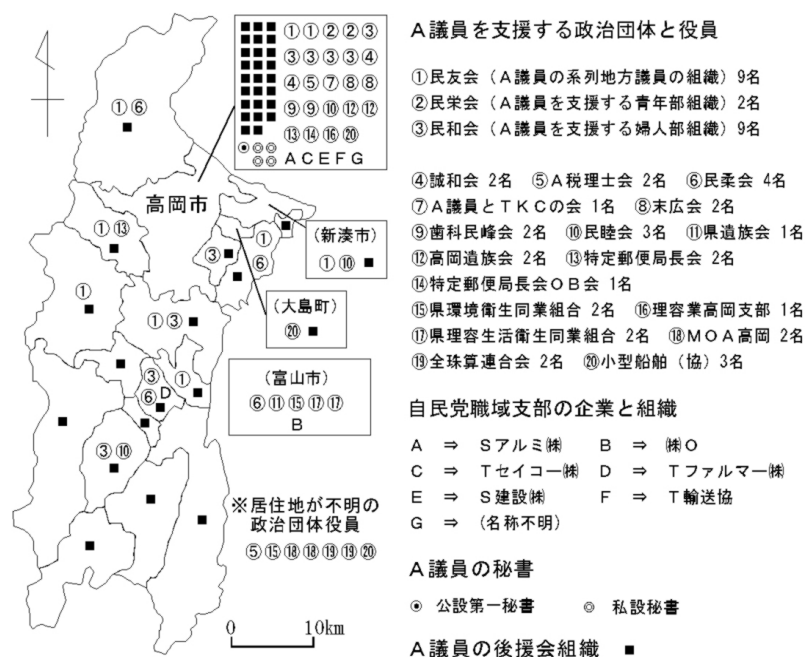 ①①②②③
③③③③④
④⑤⑦⑧⑧
⑨⑨⑩⑫⑫
⑬⑭⑯⑳
A C E F G
①⑥
高岡市
①⑬
③
①
⑥
(新湊市)
①⑩ ■
(大島町)
⑳ ■
①
①③
③
⑥ D
①
(富山市)
⑥⑪⑮⑰⑰
B
③⑩
※居住地が不明の
政治団体役員
⑤⑮⑱⑱⑲⑲⑳
0 10km
A議員を支援する政治団体と役員
①民友会(A議員の系列地方議員の組織)9名
②民栄会(A議員を支援する青年部組織)2名
③民和会(A議員を支援する婦人部組織)9名
④誠和会 2名 ⑤A税理士会 2名 ⑥民柔会 4名
⑦A議員とTKCの会 1名 ⑧末広会 2名
⑨歯科民峰会 2名 ⑩民睦会 3名 ⑪県遺族会 1名
⑫高岡遺族会 2名 ⑬特定郵便局長会 2名
⑭特定郵便局長会OB会 1名
⑮県環境衛生同業組合 2名 ⑯理容業高岡支部 1名
⑰県理容生活衛生同業組合 2名 ⑱MOA高岡 2名
⑲全珠算連合会 2名 ⑳小型船舶(協)3名
自民党職域支部の企業と組織
A ⇒ Sアルミ㈱ B ⇒ ㈱O
C ⇒ Tセイコー㈱ D ⇒ Tファルマー㈱
E ⇒ S建設㈱ F ⇒ T輸送協
G ⇒ (名称不明)
A議員の秘書
◉ 公設第一秘書 ◎ 私設秘書
A議員の後援会組織 ■